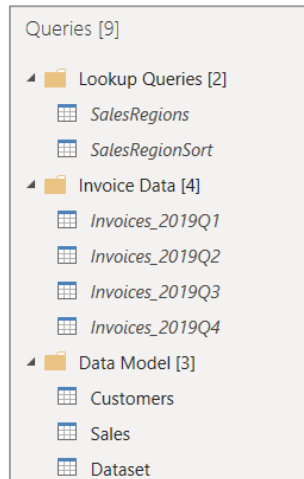 Queries [9]
Lookup Queries [2]
SalesRegions
SalesRegionSort
Invoice Data [4]
Invoices_2019Q1
Invoices_2019Q2
Invoices_2019Q3
Invoices_2019Q4
Data Model [3]
Customers
Sales
Dataset